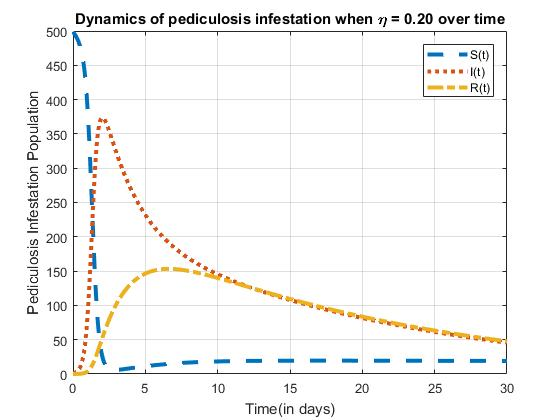 Dynamics of pediculosis infestation when η = 0.20 over time
500
450
400
350
300
250
200
150
100
50
0
Pediculosis Infestation Population
S(t)
I(t)
R(t)
0 5 10 15 20 25 30
Time(in days)